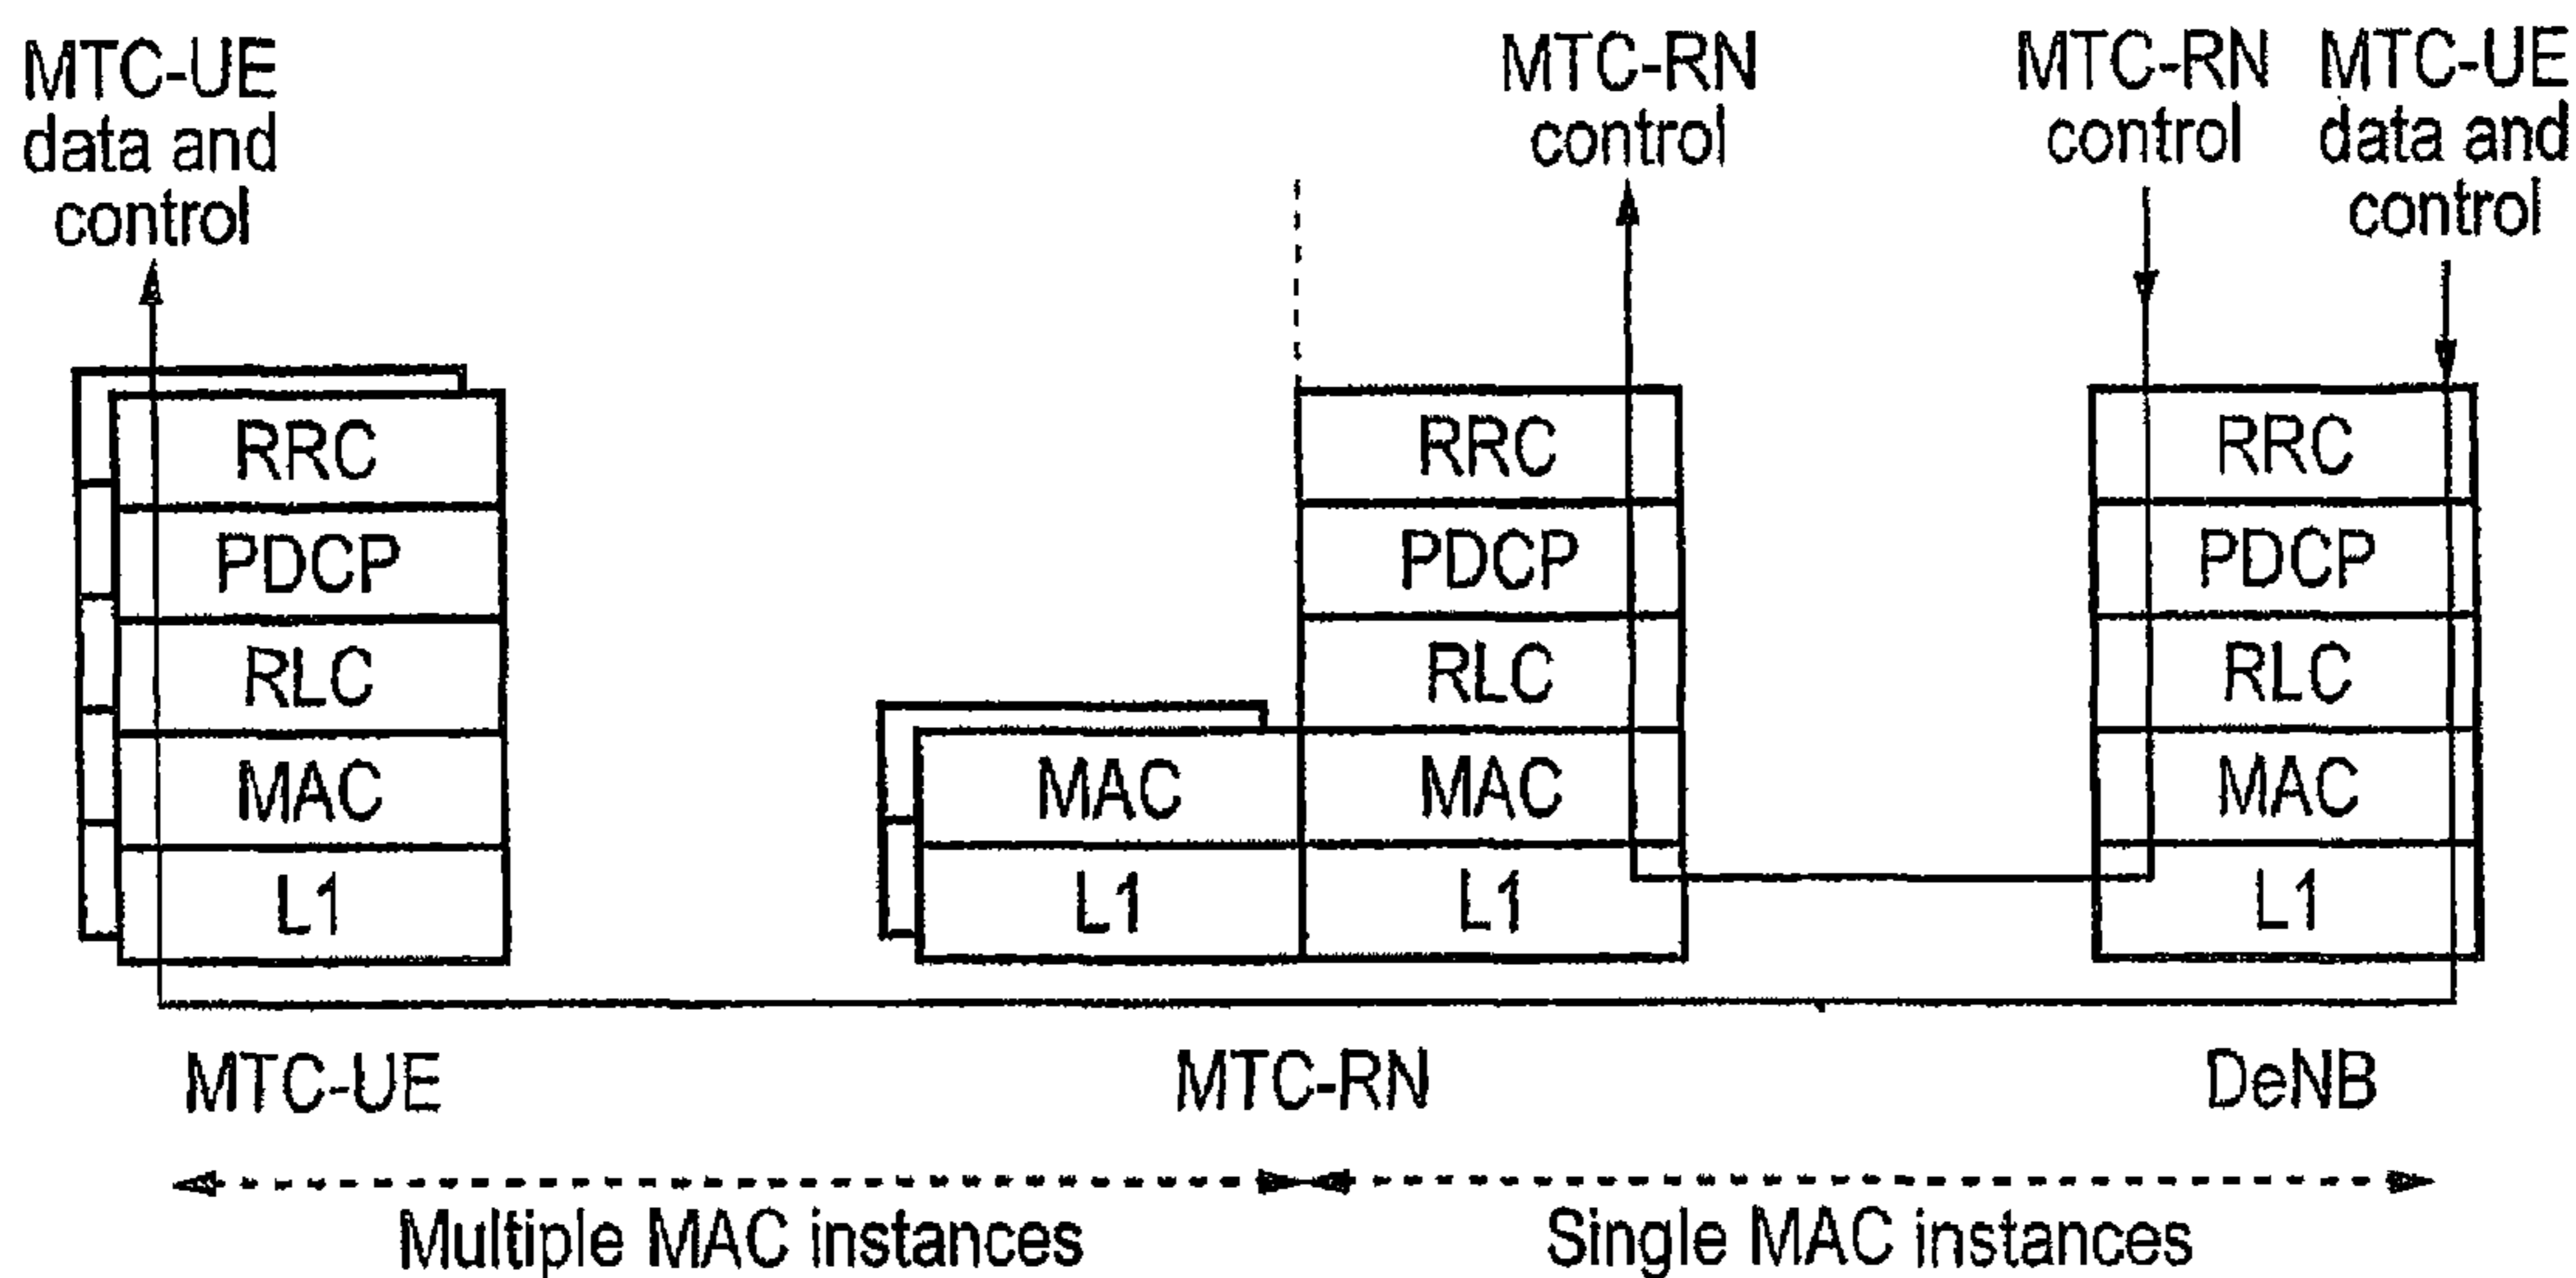 MTC-UE
data and
control
MTC-RN
control
MTC-RN
control
MTC-UE
data and
control
RRC
PDCP
RLC
MAC
L1
MAC
L1
RRC
PDCP
RLC
MAC
L1
RRC
PDCP
RLC
MAC
L1
MTC-UE
MTC-RN
DeNB
Multiple MAC instances
Single MAC instances